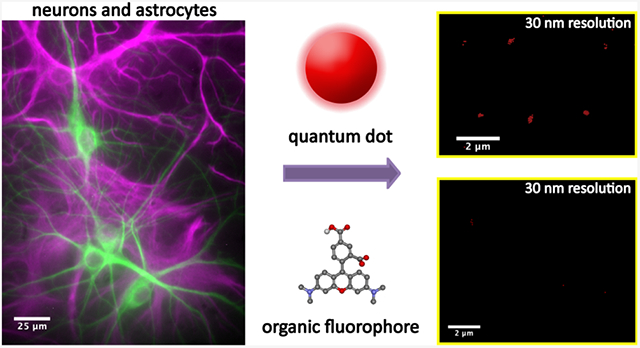 neurons and astrocytes
25 µm
quantum dot
organic fluorophore
30 nm resolution
2 µm
30 nm resolution
2 µm